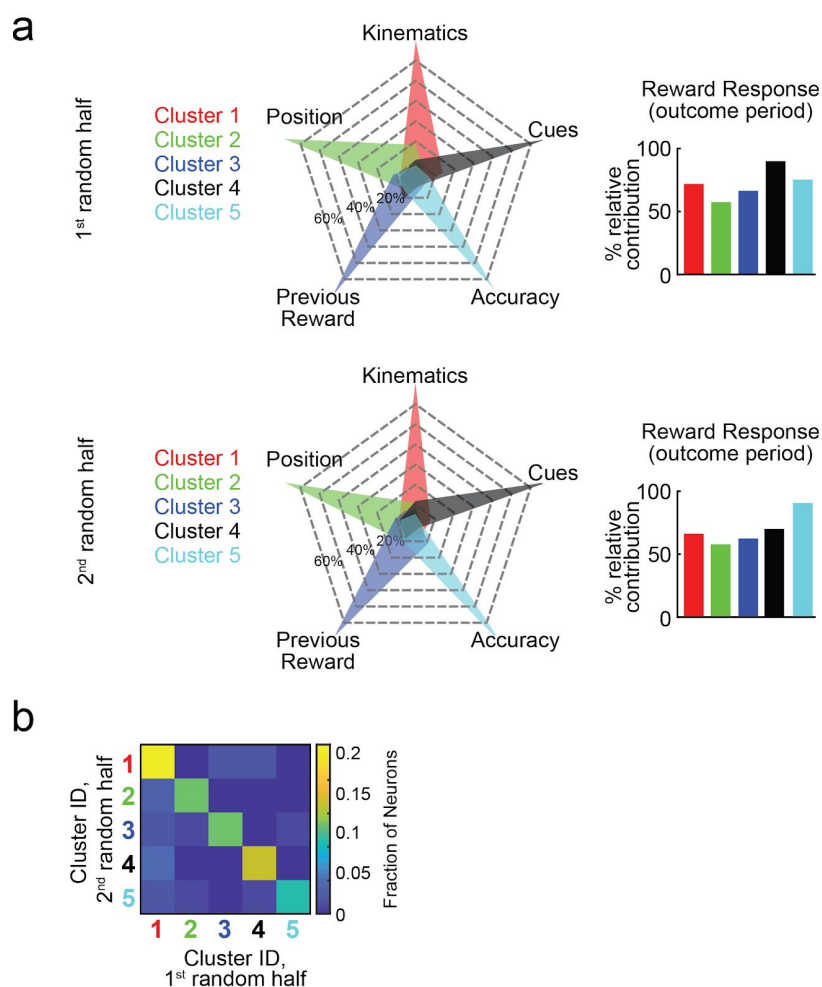 a
1st random half
Cluster 1
Cluster 2
Cluster 3
Cluster 4
Cluster 5
Kinematics
Position
Cues
20%
40%
60%
Previous
Reward
Accuracy
Reward Response
(outcome period)
% relative
contribution
100
50
0
2nd random half
Cluster 1
Cluster 2
Cluster 3
Cluster 4
Cluster 5
Kinematics
Position
Cues
20%
40%
60%
Previous
Reward
Accuracy
Reward Response
(outcome period)
% relative
contribution
100
50
0
b
Cluster ID,
2nd random half
1
2
3
4
5
1 2 3 4 5
Cluster ID,
1st random half
0.2
0.15
0.1
0.05
0
Fraction of Neurons